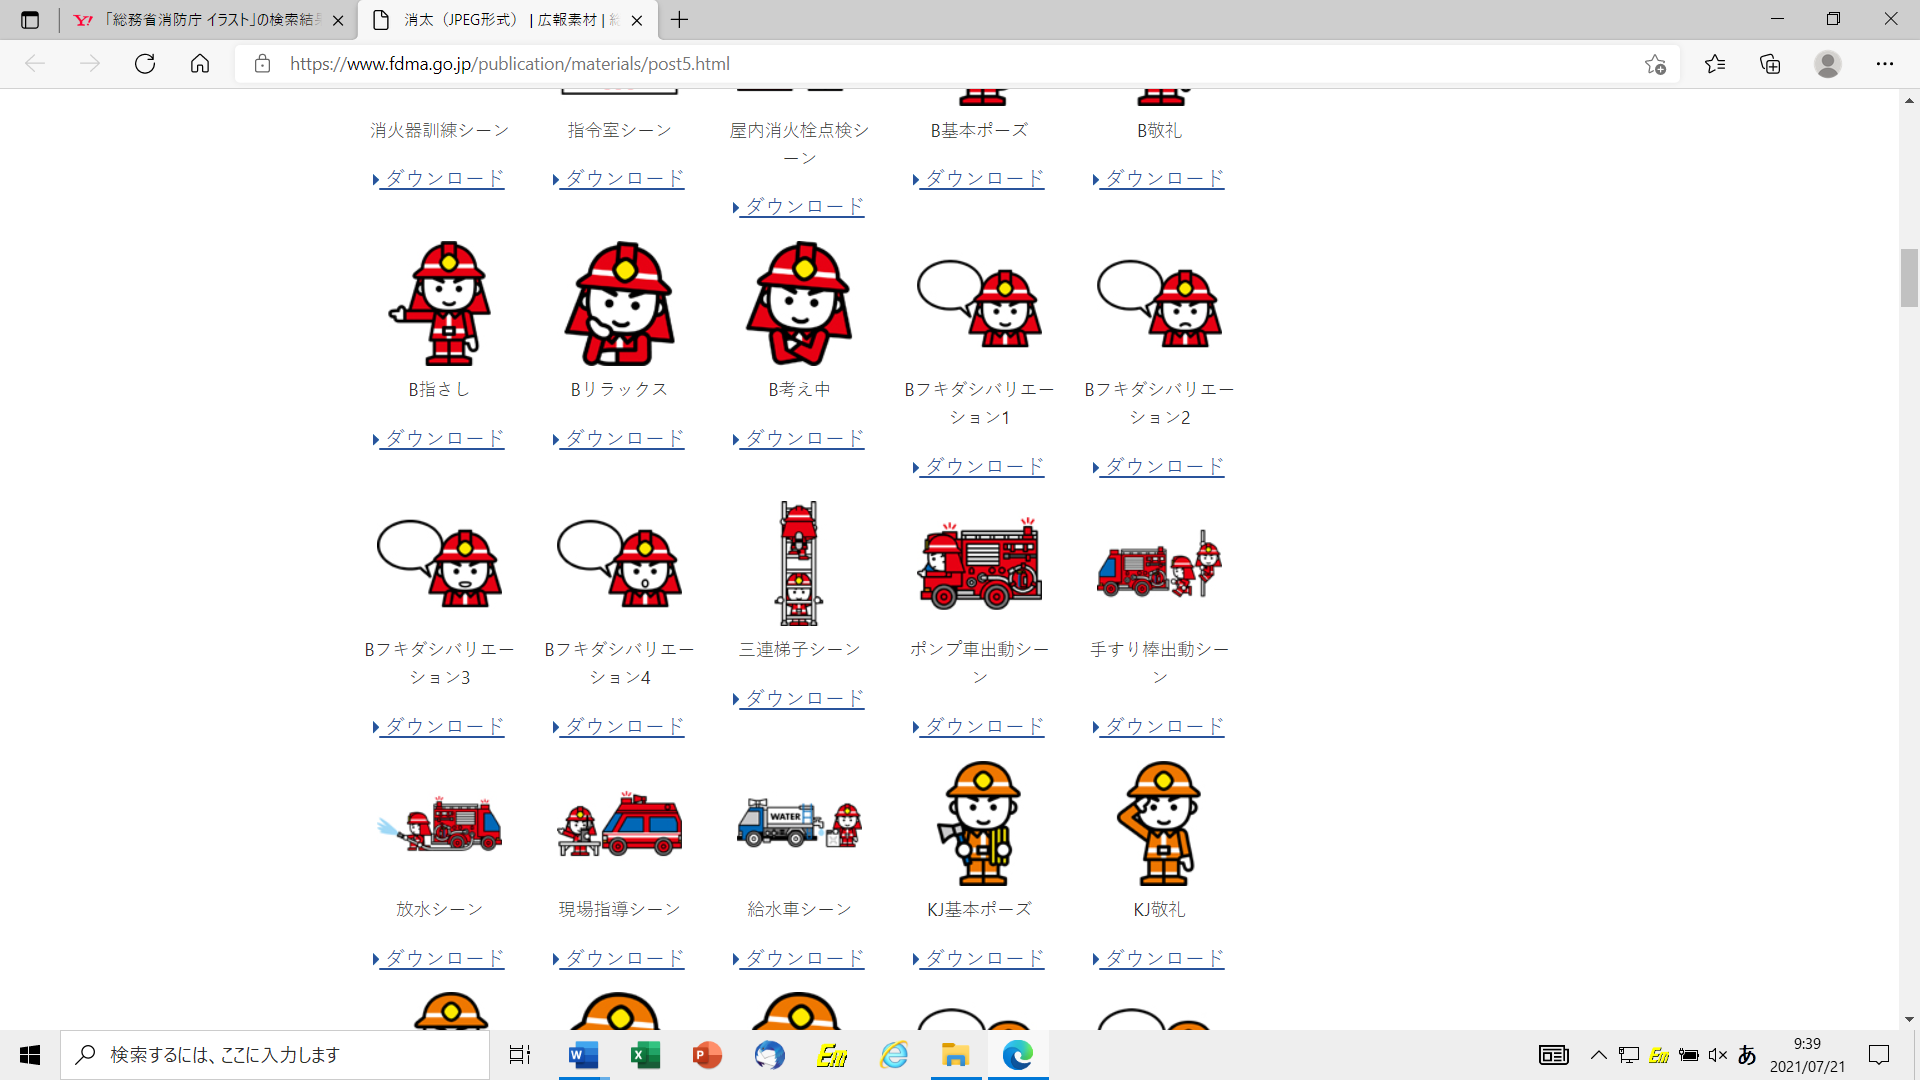 「総務省消防庁 イラスト」の検索結果
消太（JPEG形式） | 広報素材 | 総
https://www.fdma.go.jp/publication/materials/post5.html
消火器訓練シーン
指令室シーン
屋内消火栓点検シーン
B基本ポーズ
B敬礼
ダウンロード
ダウンロード
ダウンロード
ダウンロード
ダウンロード
B指さし
Bリラックス
B考え中
Bフキダシバリエーション1
Bフキダシバリエーション2
ダウンロード
ダウンロード
ダウンロード
ダウンロード
ダウンロード
Bフキダシバリエーション3
Bフキダシバリエーション4
三連梯子シーン
ポンプ車出動シーン
手すり棒出動シーン
ダウンロード
ダウンロード
ダウンロード
ダウンロード
ダウンロード
WATER
放水シーン
現場指導シーン
給水車シーン
KJ基本ポーズ
KJ敬礼
ダウンロード
ダウンロード
ダウンロード
ダウンロード
ダウンロード
検索するには、ここに入力します
Em
Em
あ
9:39
2021/07/21